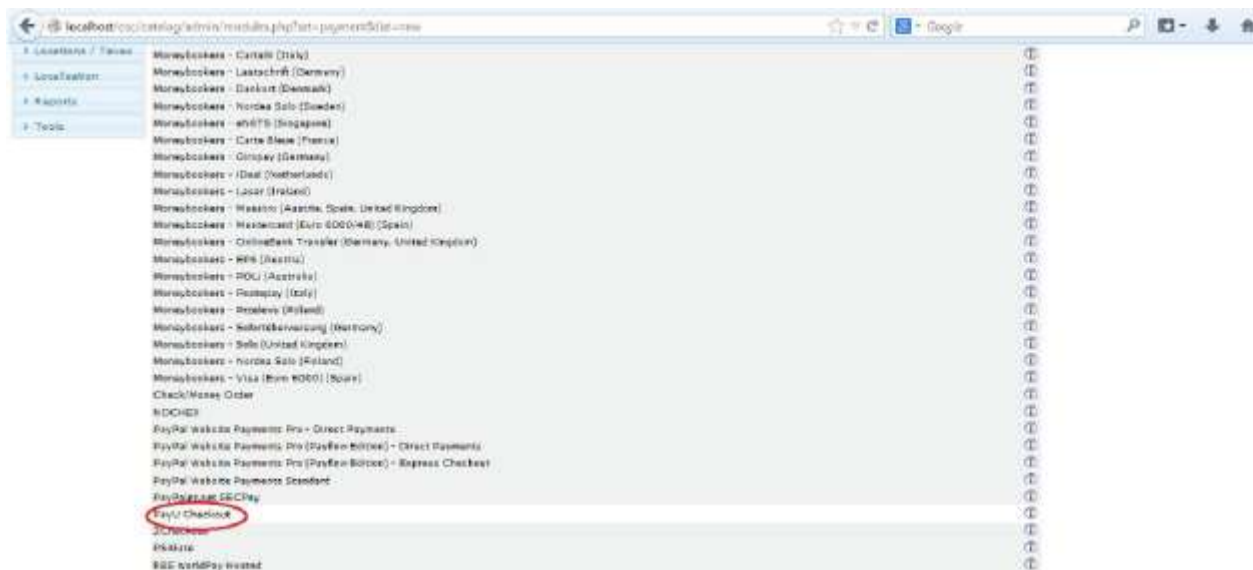 localhost/osc/catalog/admin/modules.php?set=payment&list=new
Google
Locations / Taxes
Localization
Reports
Tools
Moneybookers - CartaSi (Italy)
Moneybookers - Lastschrift (Germany)
Moneybookers - Dankort (Denmark)
Moneybookers - Nordea Solo (Sweden)
Moneybookers - eNETS (Singapore)
Moneybookers - Carte Bleue (France)
Moneybookers - Giropay (Germany)
Moneybookers - iDeal (Netherlands)
Moneybookers - Laser (Ireland)
Moneybookers - Maestro (Austria, Spain, United Kingdom)
Moneybookers - Mastercard (Euro 6000/4B) (Spain)
Moneybookers - OnlineBank Transfer (Germany, United Kingdom)
Moneybookers - EPS (Austria)
Moneybookers - POLi (Australia)
Moneybookers - Postepay (Italy)
Moneybookers - Przelewy (Poland)
Moneybookers - Sofortüberweisung (Germany)
Moneybookers - Solo (United Kingdom)
Moneybookers - Nordea Solo (Finland)
Moneybookers - Visa (Euro 6000) (Spain)
Check/Money Order
NOCHEX
PayPal Website Payments Pro - Direct Payments
PayPal Website Payments Pro (Payflow Edition) - Direct Payments
PayPal Website Payments Pro (Payflow Edition) - Express Checkout
PayPal Website Payments Standard
PayPoint.net SECPay
PayU Checkout
2Checkout
PSiGate
RBS WorldPay Hosted